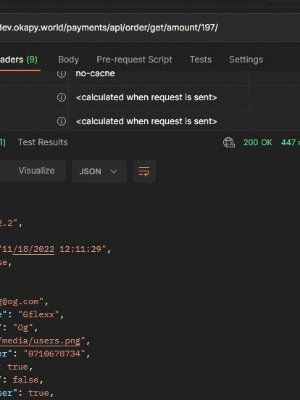 dev.okapy.world/payments/api/order/get/amount/197/
aders (9) Body Pre-request Script Tests Settings
no-cache
<calculated when request is sent>
<calculated when request is sent>
1) Test Results 200 OK 447 m
Visualize JSON
2.2",
"11/18/2022 12:11:29",
se,
g@og.com",
e": "Gflexx",
": "Og",
/media/users.png",
er": "0710678734",
: true,
": false,
ser": true,